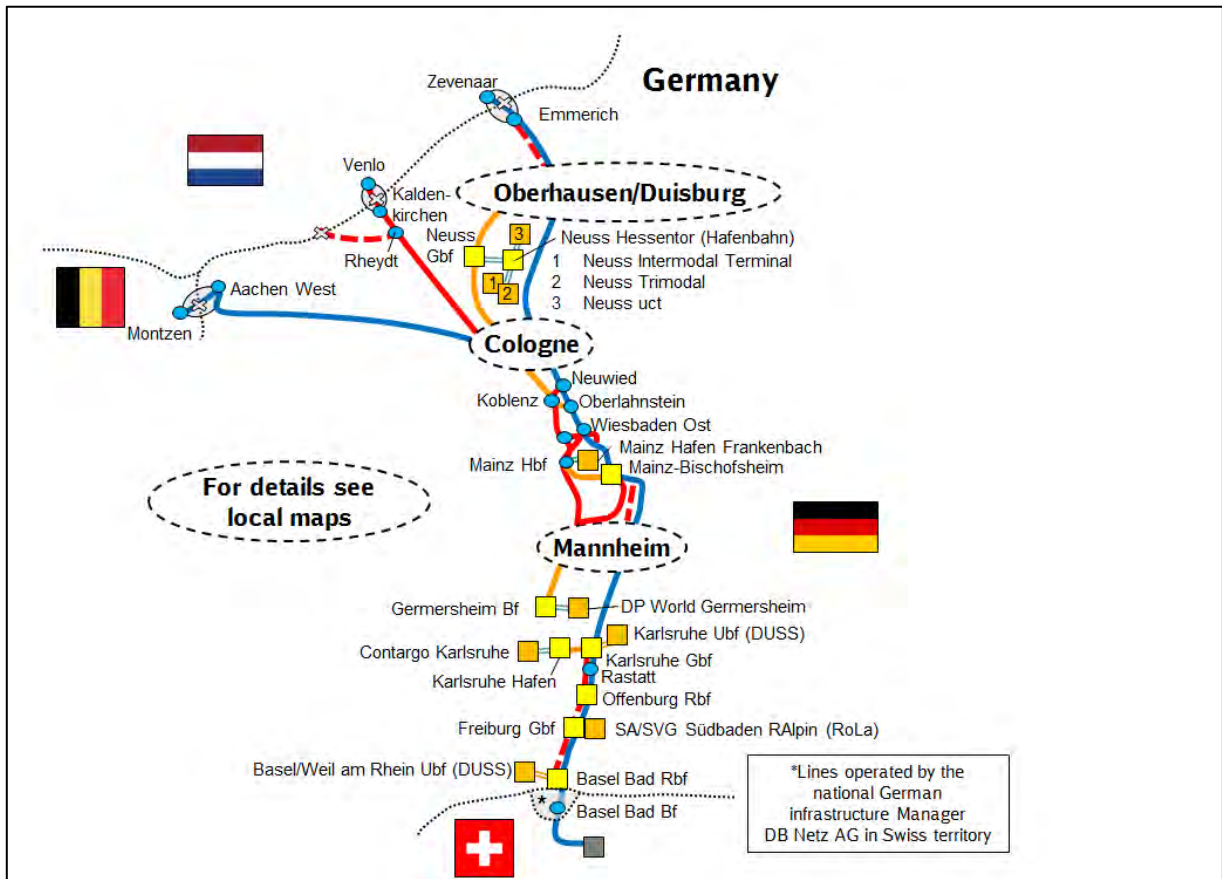 Germany
Zevenaar
Emmerich
Venlo
Kalden-
kirchen
Oberhausen/Duisburg
Rheydt
Neuss
Gbf
3
1
2
Neuss Hessentor (Hafenbahn)
1 Neuss Intermodal Terminal
2 Neuss Trimodal
3 Neuss uct
Aachen West
Montzen
Cologne
Neuwied
Koblenz
Oberlahnstein
Wiesbaden Ost
Mainz Hafen Frankenbach
Mainz Hbf
Mainz-Bischofsheim
For details see
local maps
Mannheim
Germersheim Bf
DP World Germersheim
Karlsruhe Ubf (DUSS)
Contargo Karlsruhe
Karlsruhe Gbf
Karlsruhe Hafen
Rastatt
Offenburg Rbf
Freiburg Gbf
SA/SVG Südbaden RAlpin (RoLa)
Basel/Weil am Rhein Ubf (DUSS)
Basel Bad Rbf
*
Basel Bad Bf
*Lines operated by the
national German
infrastructure Manager
DB Netz AG in Swiss territory